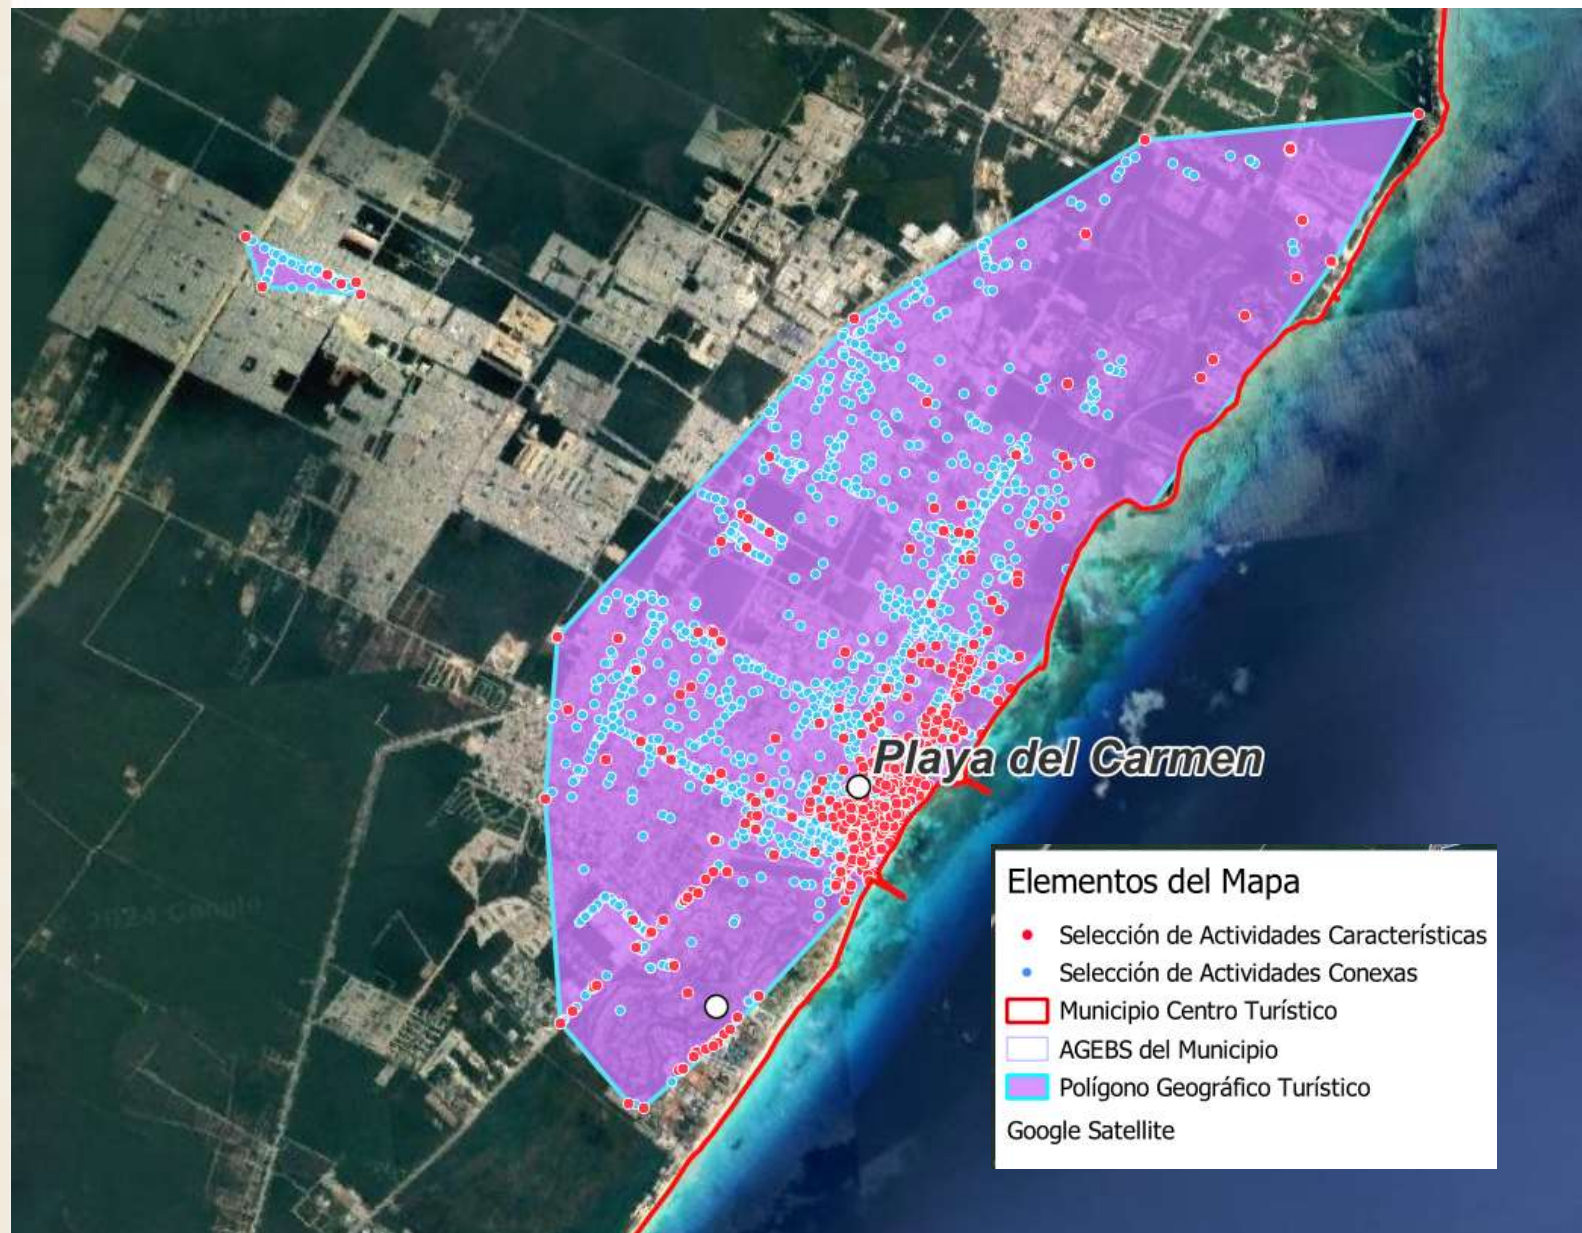 Playa del Carmen
Elementos del Mapa
Selección de Actividades Características
Selección de Actividades Conexas
Municipio Centro Turístico
AGEBS del Municipio
Polígono Geográfico Turístico
Google Satellite